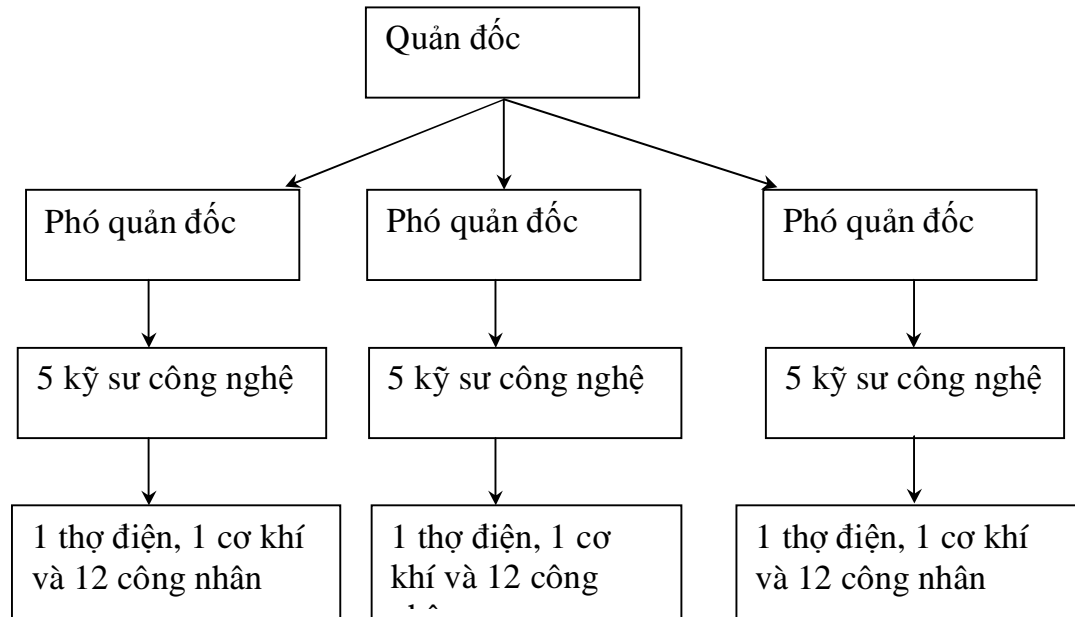 Quản đốc
Phó quản đốc
Phó quản đốc
Phó quản đốc
5 kỹ sư công nghệ
5 kỹ sư công nghệ
5 kỹ sư công nghệ
1 thợ điện, 1 cơ khí
và 12 công nhân
1 thợ điện, 1 cơ
khí và 12 công
1 thợ điện, 1 cơ khí
và 12 công nhân